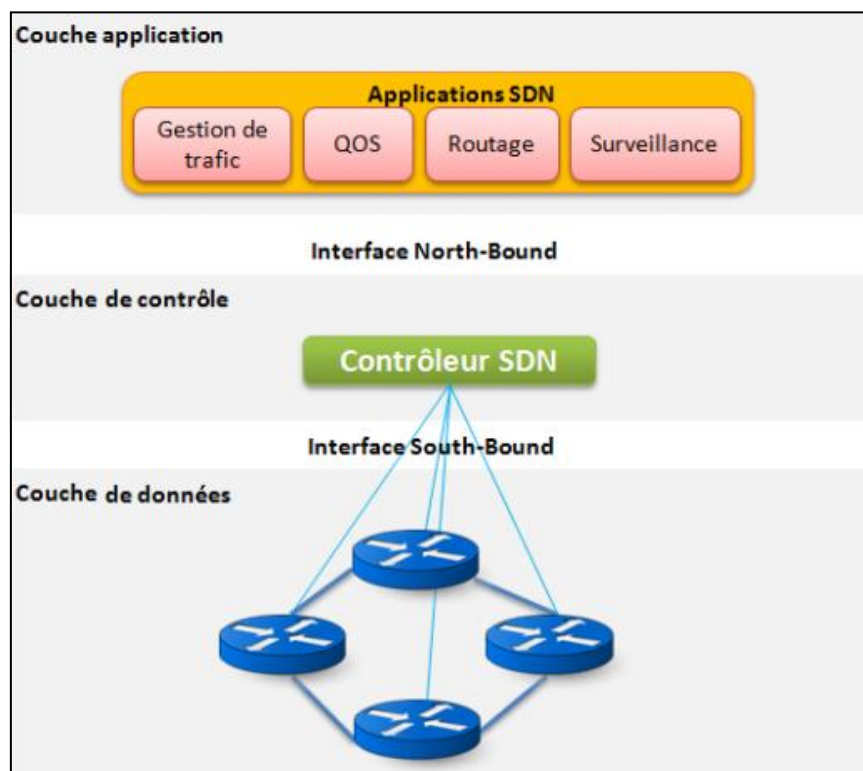 Couche application
Applications SDN
Gestion de
trafic
QOS
Routage
Surveillance
Interface North-Bound
Couche de contrôle
Contrôleur SDN
Interface South-Bound
Couche de données